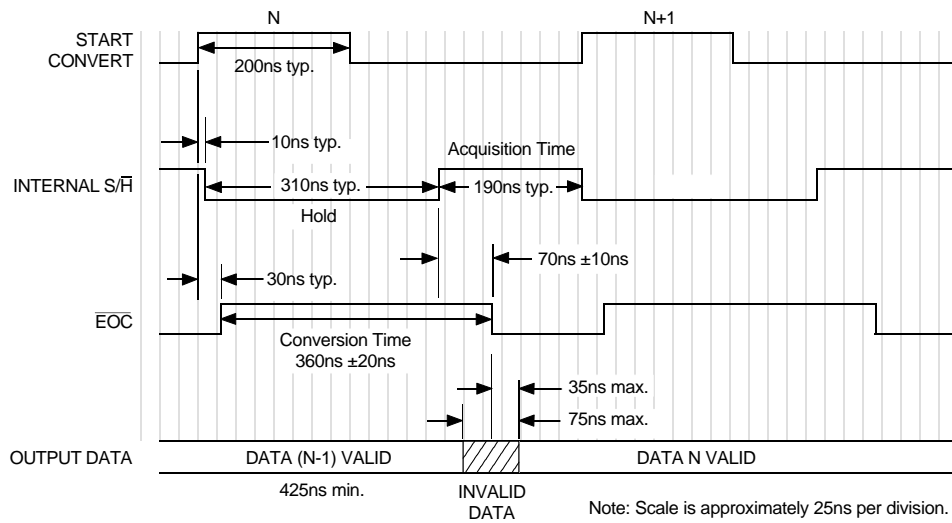 N
N+1
START
CONVERT
200ns typ.
10ns typ.
Acquisition Time
INTERNAL S/H̅
310ns typ.
190ns typ.
Hold
70ns ±10ns
30ns typ.
E̅O̅C̅
Conversion Time
360ns ±20ns
35ns max.
75ns max.
OUTPUT DATA
DATA (N-1) VALID
DATA N VALID
425ns min.
INVALID
DATA
Note: Scale is approximately 25ns per division.